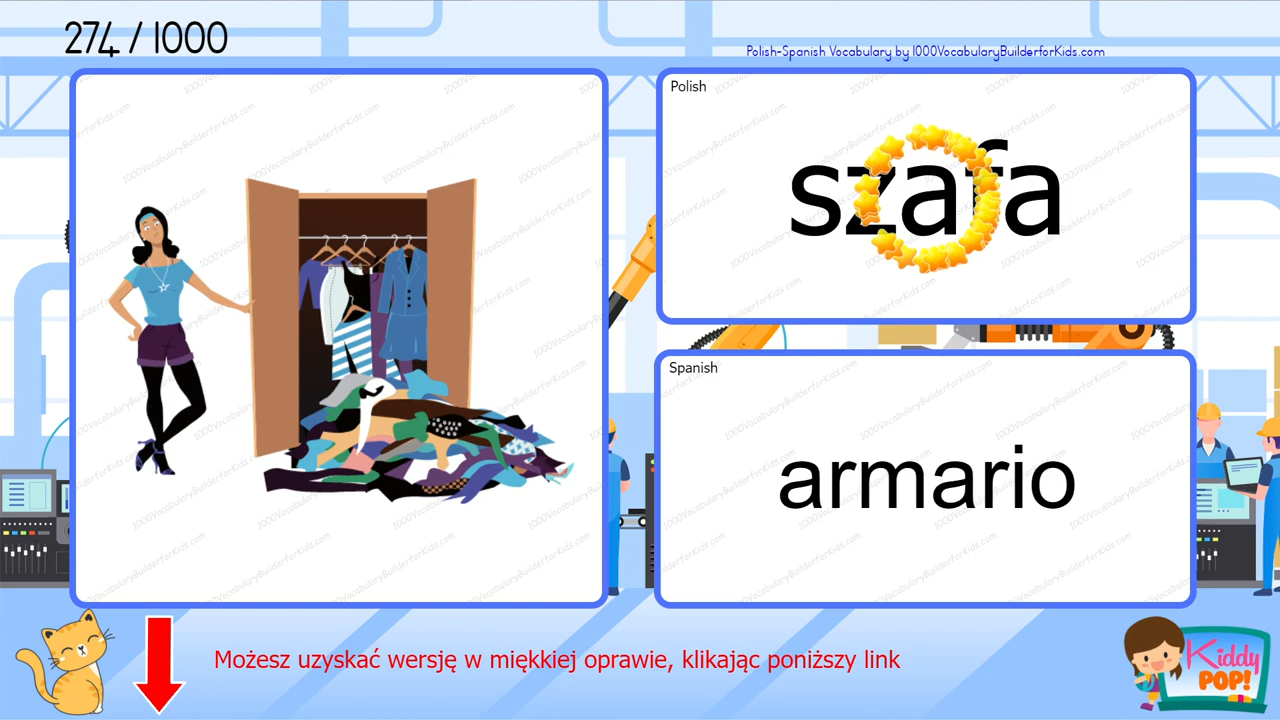 274 / 1000
Polish-Spanish Vocabulary by 1000VocabularyBuilderforKids.com
Polish
szafa
Spanish
armario
Możesz uzyskać wersję w miękkiej oprawie, klikając poniższy link
Kiddy
POP!